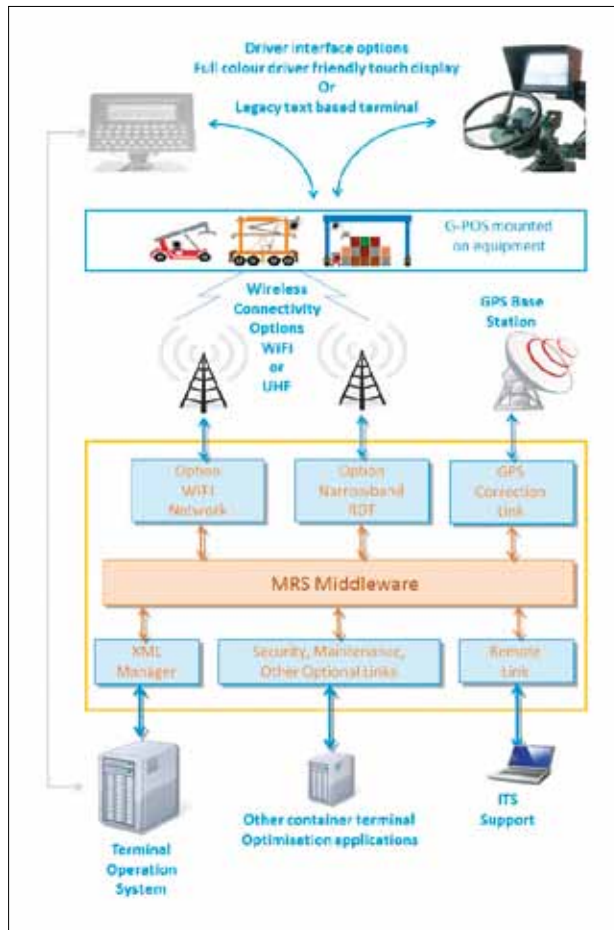 Driver interface options
Full colour driver friendly touch display
Or
Legacy text based terminal
G-POS mounted
on equipment
Wireless
Connectivity
Options
WiFi
or
UHF
GPS Base
Station
Option
WiFi
Network
Option
Narrowband
RDT
GPS
Correction
Link
MRS Middleware
XML
Manager
Security, Maintenance,
Other Optional Links
Remote
Link
Terminal
Operation
System
Other container terminal
Optimisation applications
ITS
Support